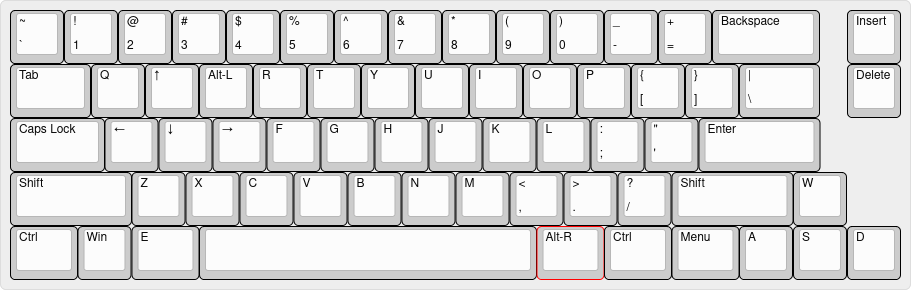 ~ ! @ # $ % ^ & * ( ) _ + Backspace Insert
` 1 2 3 4 5 6 7 8 9 0 - =
Tab Q ↑ Alt-L R T Y U I O P { } | Delete
[ ] \
Caps Lock ← ↓ → F G H J K L : " Enter
; '
Shift Z X C V B N M < > ? Shift W
, . /
Ctrl Win E Alt-R Ctrl Menu A S D